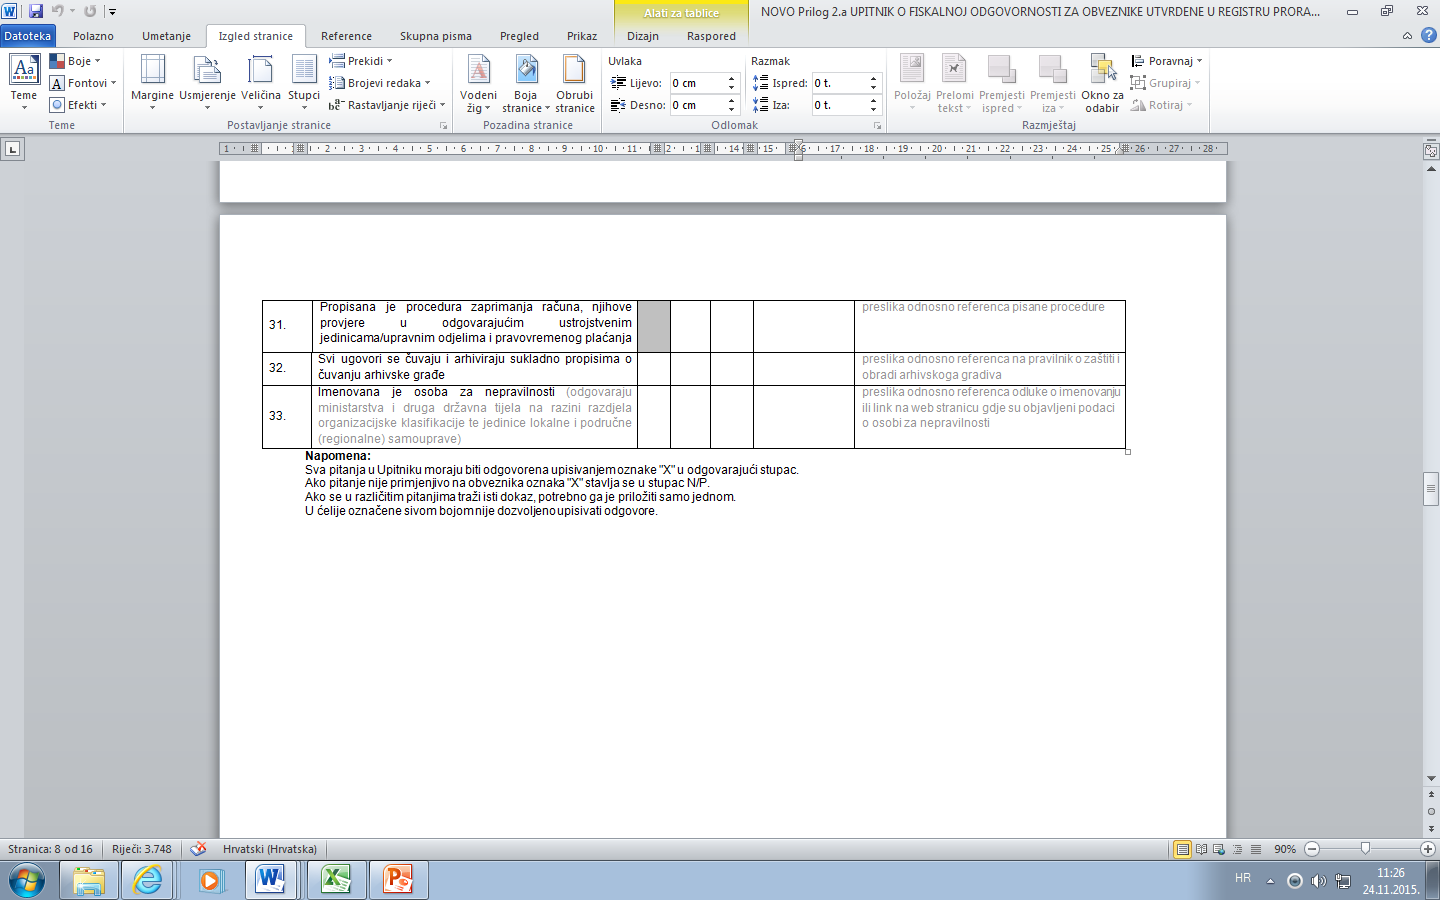 Alati za tablice
NOVO Prilog 2.a UPITNIK O FISKALNOJ ODGOVORNOSTI ZA OBVEZNIKE UTVRDENE U REGISTRU PRORA...
Datoteka Polazno Umetanje Izgled stranice Reference Skupna pisma Pregled Prikaz Dizajn Raspored
Aa Boje Fontovi Efekti Teme
Teme
Margine Usmjerenje Veličina Stupci Prekidi Brojevi redaka Rastavljanje riječi
Postavljanje stranice
Vodeni žig Boja stranice Obrubi stranice
Pozadina stranice
Uvlaka Razmak
Lijevo: 0 cm Ispred: 0 t.
Desno: 0 cm Iza: 0 t.
Odlomak
Položaj Prelomi tekst Premjesti ispred Premjesti iza Okno za odabir Poravnaj Grupiraj Rotiraj
Razmještaj
31.
Propisana je procedura zaprimanja računa, njihove
provjere u odgovarajućim ustrojstvenim
jedinicama/upravnim odjelima i pravovremenog plaćanja
preslika odnosno referenca pisane procedure
32.
Svi ugovori se čuvaju i arhiviraju sukladno propisima o
čuvanju arhivske građe
preslika odnosno referenca na pravilnik o zaštiti i
obradi arhivskoga gradiva
33.
Imenovana je osoba za nepravilnosti (odgovaraju
ministarstva i druga državna tijela na razini razdjela
organizacijske klasifikacije te jedinice lokalne i područne
(regionalne) samouprave)
preslika odnosno referenca odluke o imenovanju
ili link na web stranicu gdje su objavljeni podaci
o osobi za nepravilnosti
Napomena:
Sva pitanja u Upitniku moraju biti odgovorena upisivanjem oznake "X" u odgovarajući stupac.
Ako pitanje nije primjenjivo na obveznika oznaka "X" stavlja se u stupac N/P.
Ako se u različitim pitanjima traži isti dokaz, potrebno ga je priložiti samo jednom.
U ćelije označene sivom bojom nije dozvoljeno upisivati odgovore.
Stranica: 8 od 16 Riječi: 3.748 Hrvatski (Hrvatska) 90%
HR 11:26
24.11.2015.